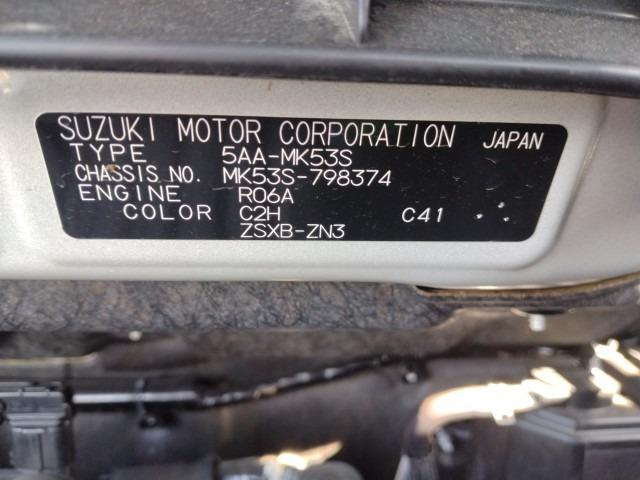 SUZUKI MOTOR CORPORATION JAPAN
TYPE 5AA-MK53S
CHASSIS NO. MK53S-798374
ENGINE R06A
COLOR C2H C41
ZSXB-ZN3